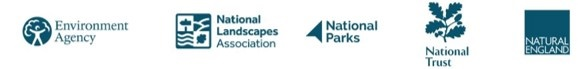 Environment
Agency
National
Landscapes
Association
National
Parks
National
Trust
NATURAL
ENGLAND